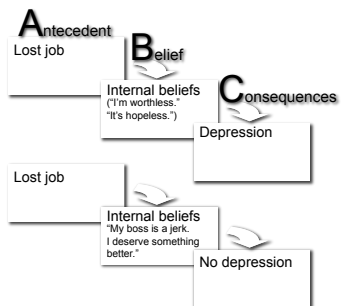 Antecedent
Lost job
Belief
Internal beliefs
("I'm worthless."
"It's hopeless.")
Consequences
Depression
Lost job
Internal beliefs
"My boss is a jerk.
I deserve something
better."
No depression